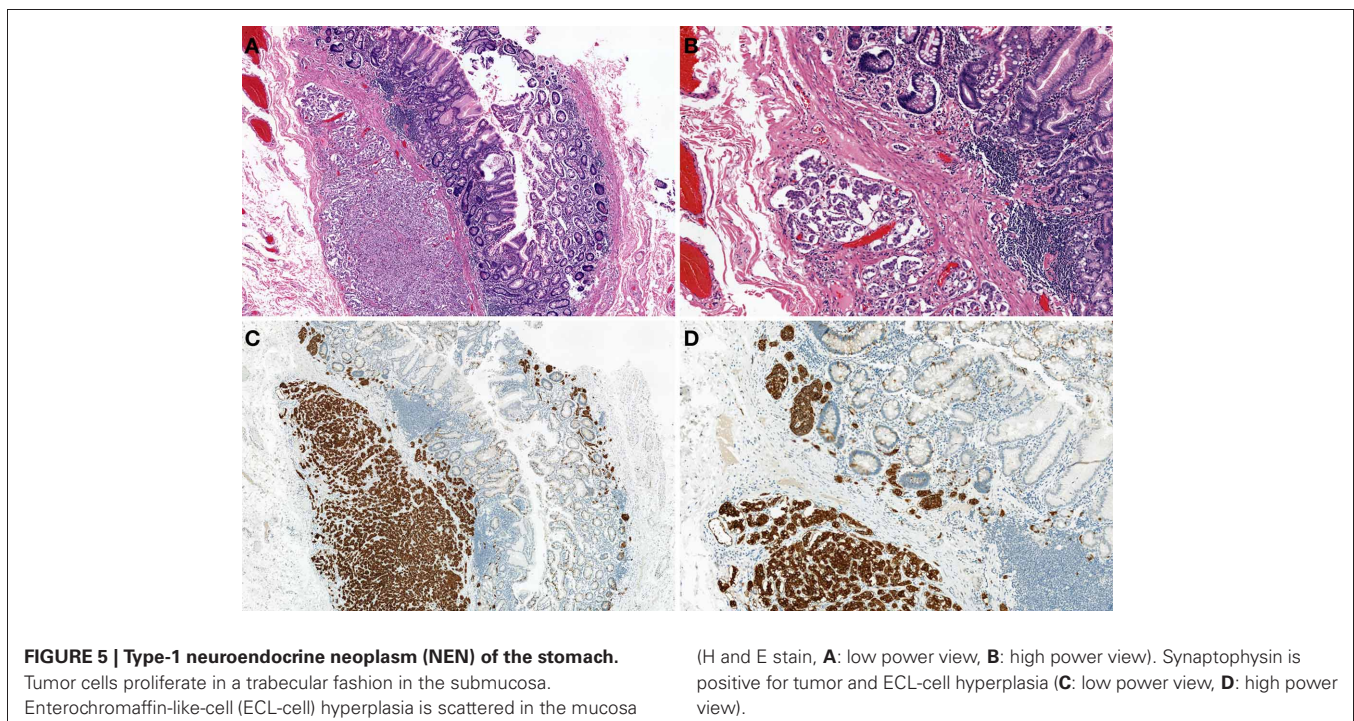 A
B
C
D
FIGURE 5 | Type-1 neuroendocrine neoplasm (NEN) of the stomach.
Tumor cells proliferate in a trabecular fashion in the submucosa.
Enterochromaffin-like-cell (ECL-cell) hyperplasia is scattered in the mucosa
(H and E stain, A: low power view, B: high power view). Synaptophysin is
positive for tumor and ECL-cell hyperplasia (C: low power view, D: high power
view).